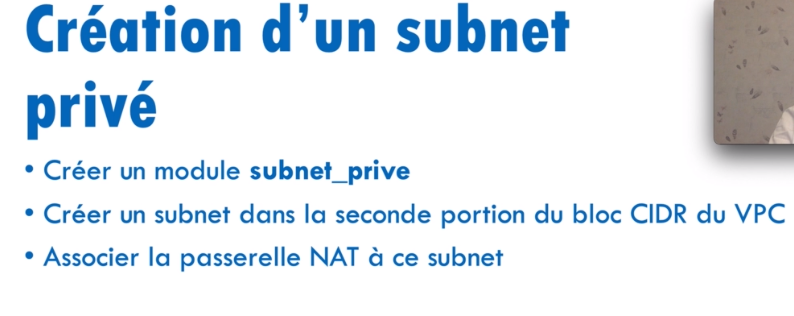 Création d’un subnet
privé
• Créer un module subnet_prive
• Créer un subnet dans la seconde portion du bloc CIDR du VPC
• Associer la passerelle NAT à ce subnet